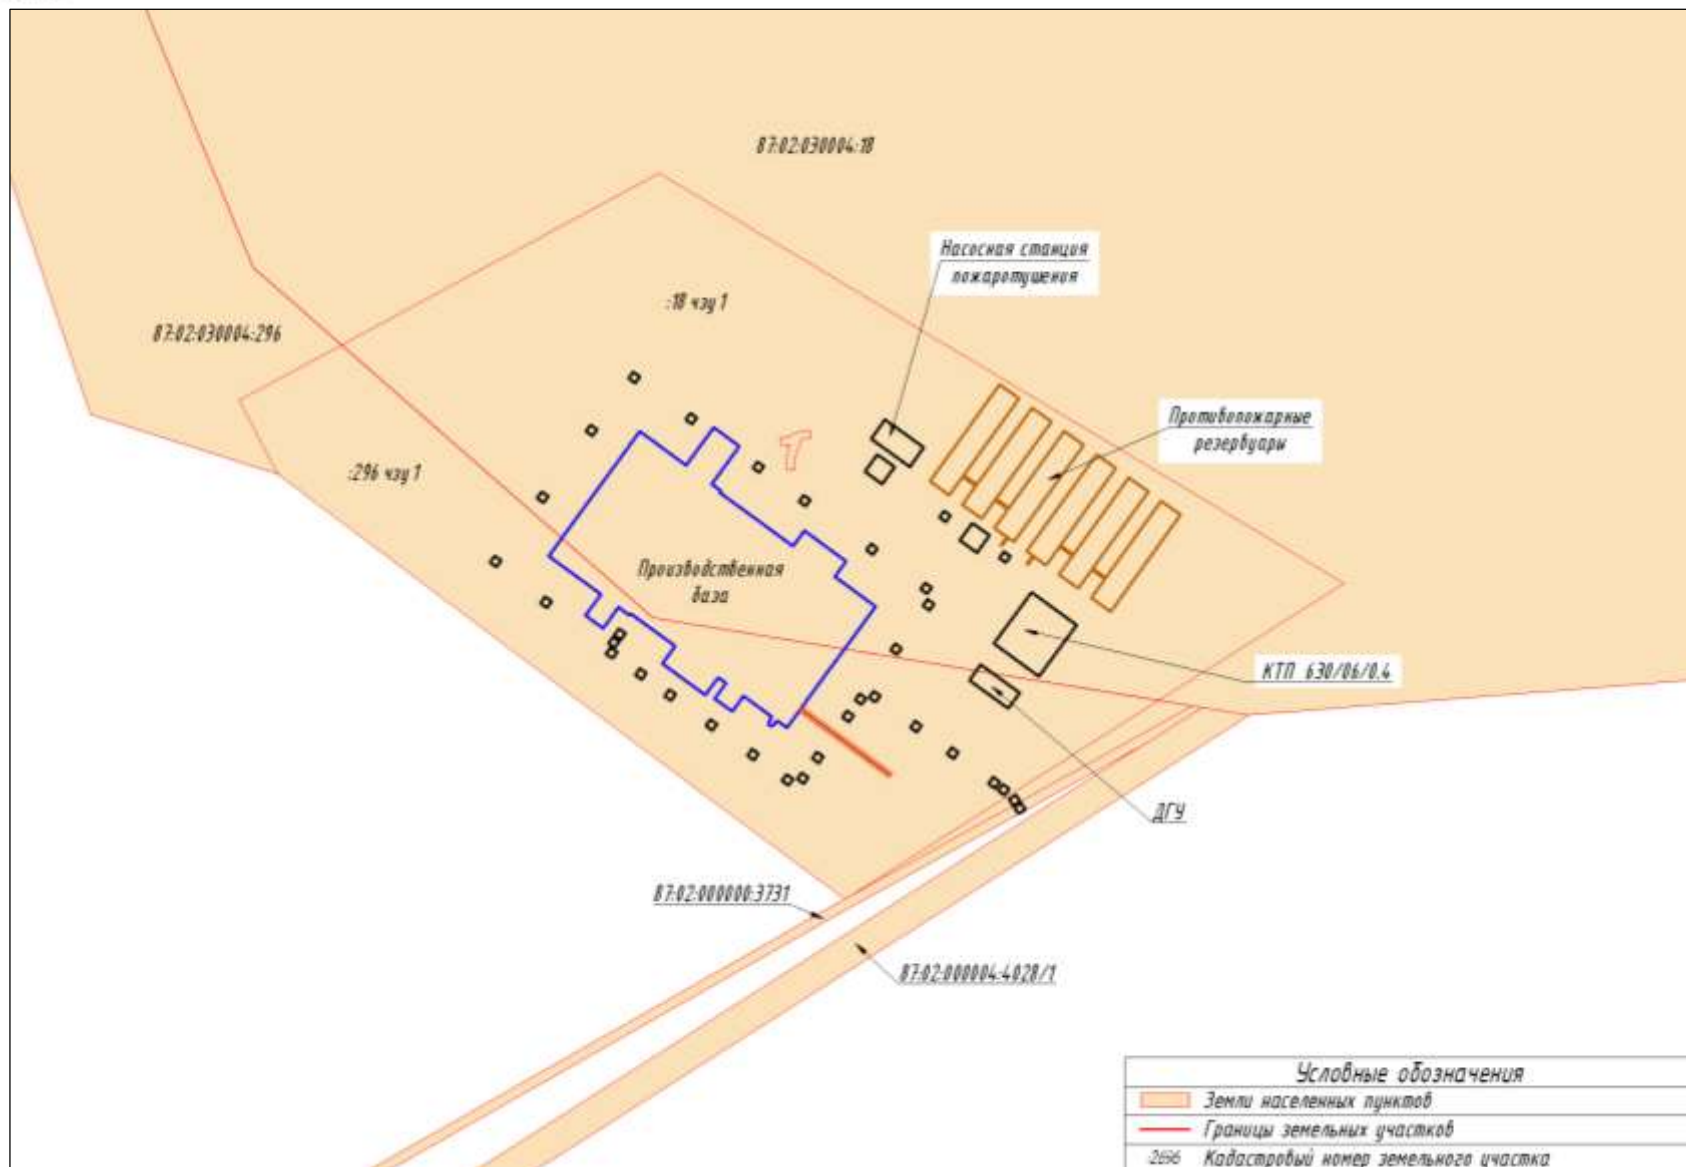 87:02:030004:18
Насосная станция
пожаротушения
:18 чзу 1
87:02:030004:296
Противопожарные
резервуары
:296 чзу 1
Производственная
база
КТП 630/06/0.4
ДГУ
87:02:000000:3731
87:02:000004:4028/1
Условные обозначения
Земли населенных пунктов
Границы земельных участков
:2696 Кадастровый номер земельного участка